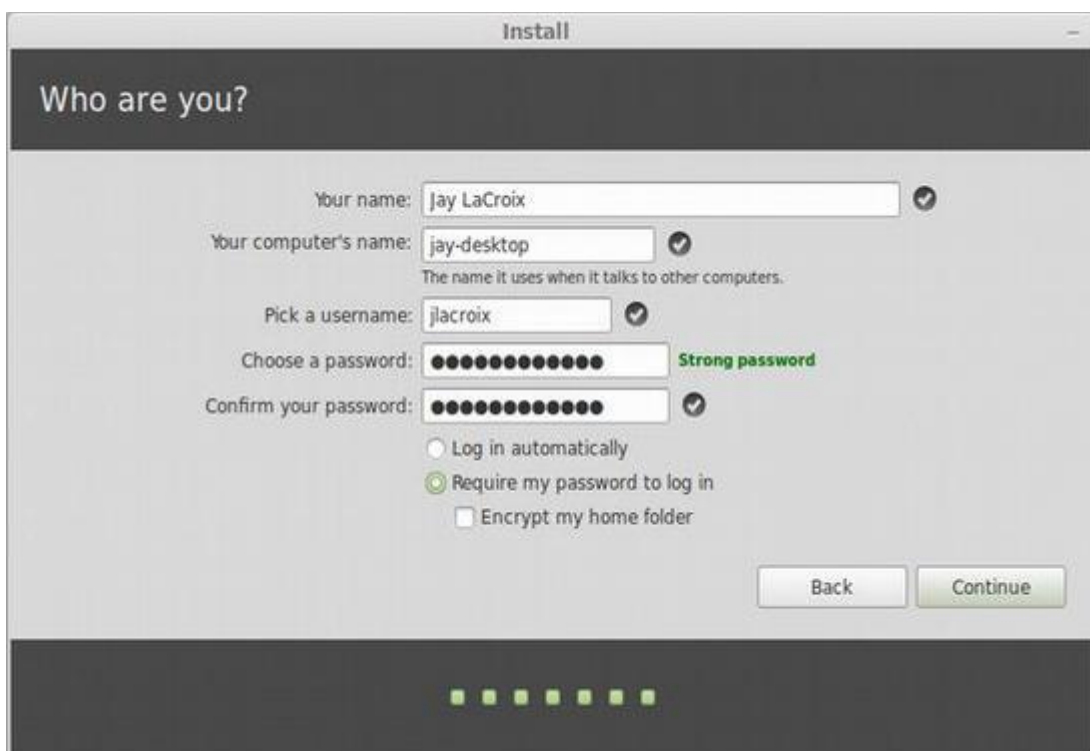 Install
Who are you?
Your name: Jay LaCroix
Your computer's name: jay-desktop
The name it uses when it talks to other computers.
Pick a username: jlacroix
Choose a password: ●●●●●●●●●●●● Strong password
Confirm your password: ●●●●●●●●●●●●
Log in automatically
Require my password to log in
Encrypt my home folder
Back Continue